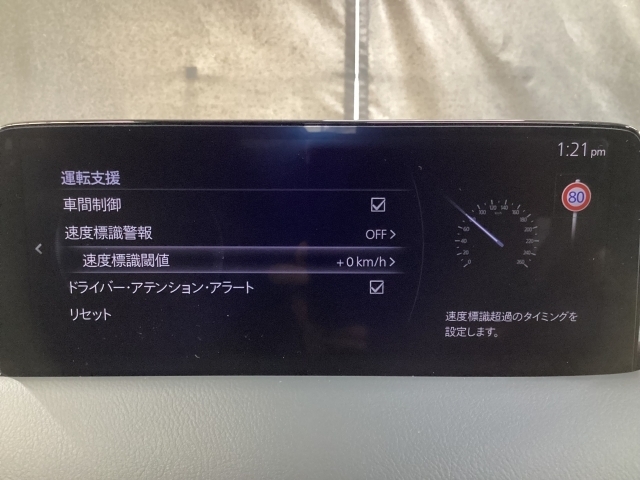 1:21 pm
運転支援
車間制御
速度標識警報 OFF
速度標識閾値 +0 km/h
ドライバー・アテンション・アラート
リセット
80
速度標識超過のタイミングを
設定します。